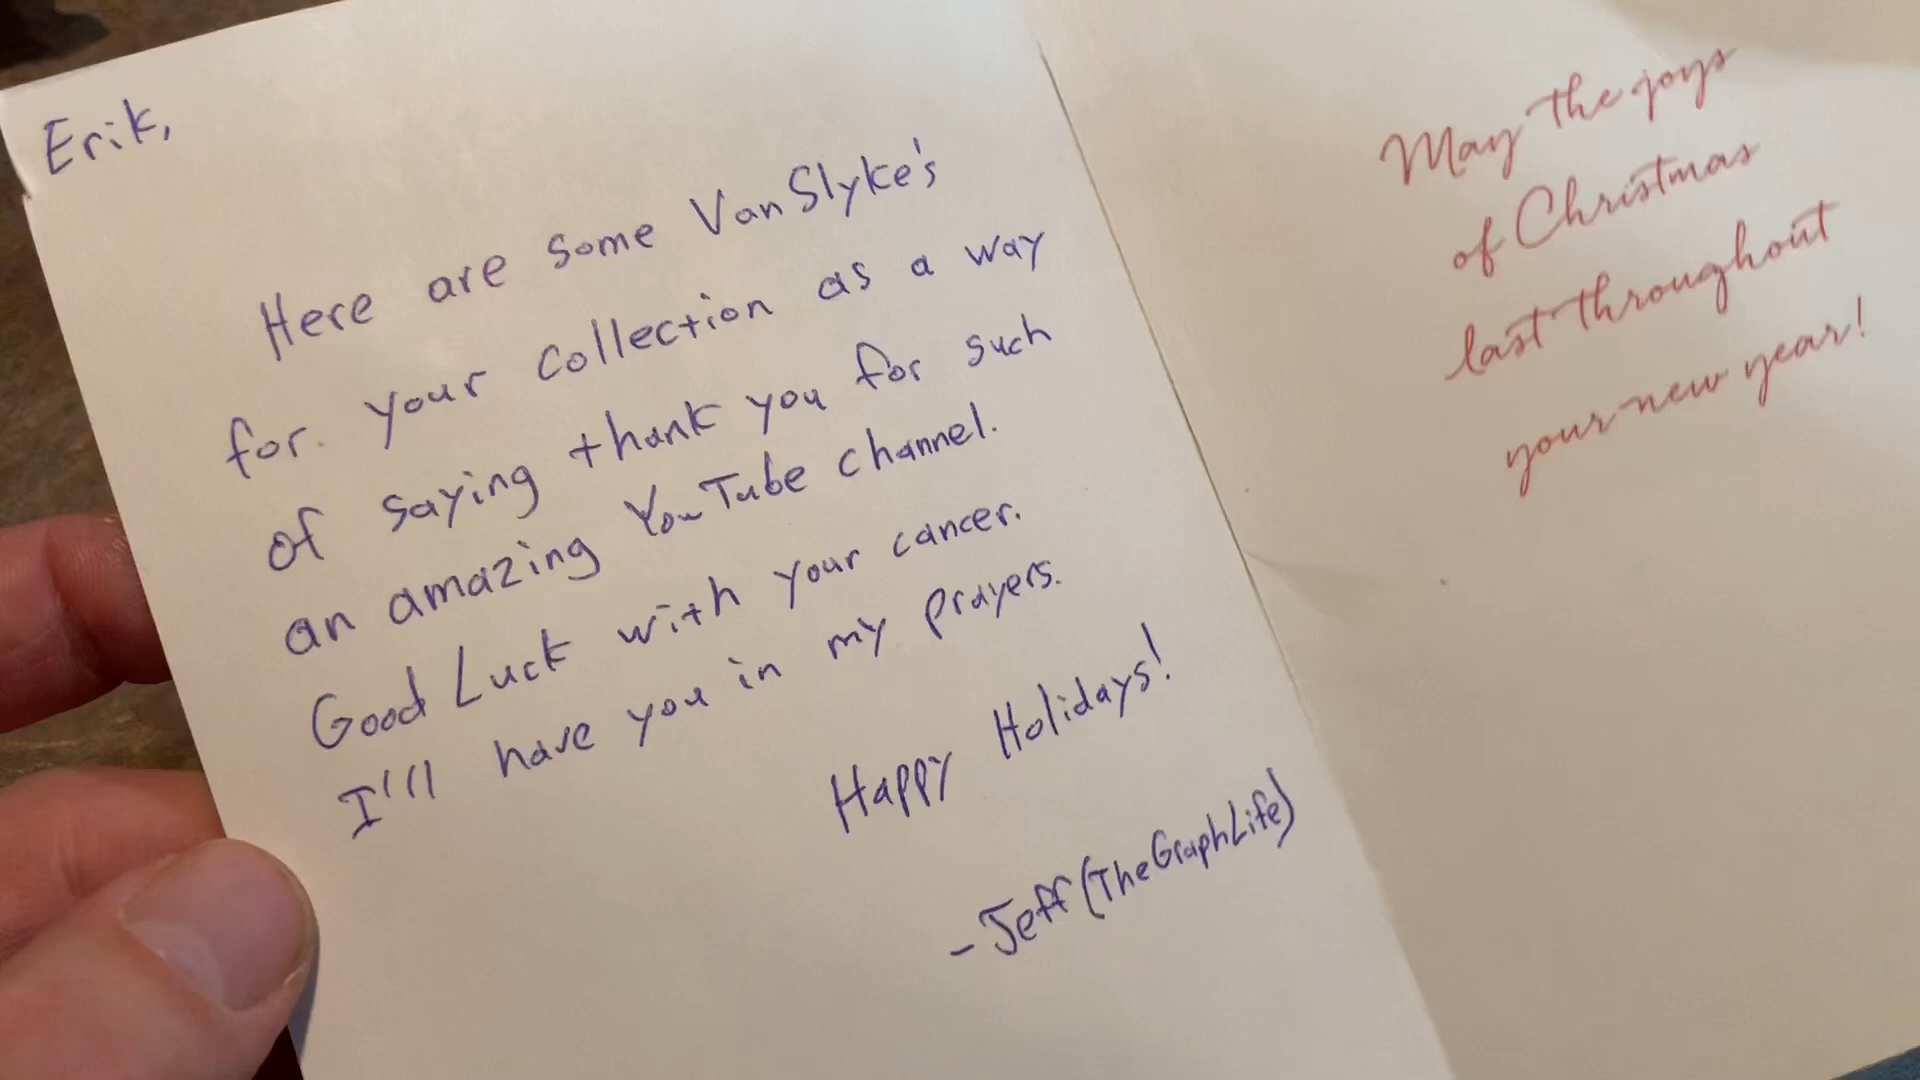 Erik,
Here are some VanSlyke's
for your collection as a way
of saying thank you for such
an amazing YouTube channel.
Good Luck with your cancer.
I'll have you in my prayers.
Happy Holidays!
-Jeff (TheGraphLife)
May the joys
of Christmas
last throughout
your new year!